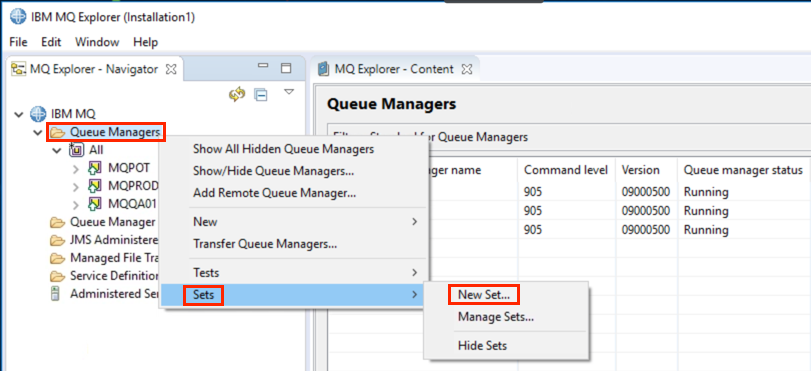 IBM MQ Explorer (Installation1)
File Edit Window Help
MQ Explorer - Navigator
MQ Explorer - Content
IBM MQ
Queue Managers
All
MQPOT
MQPROD
MQQA01
Queue Manager
JMS Administere
Managed File Tra
Service Definition
Administered Ser
Show All Hidden Queue Managers
Show/Hide Queue Managers...
Add Remote Queue Manager...
New
Transfer Queue Managers...
Tests
Sets
New Set...
Manage Sets...
Hide Sets
Queue Managers
for Queue Managers
ger name Command level Version Queue manager status
905 09000500 Running
905 09000500 Running
905 09000500 Running